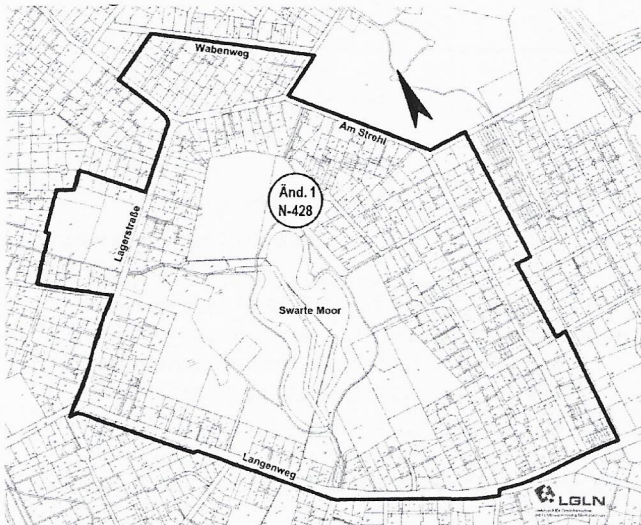 Wabenweg
Am Strehl
Änd. 1
N-428
Lagerstraße
Swarte Moor
Langenweg
LGLN